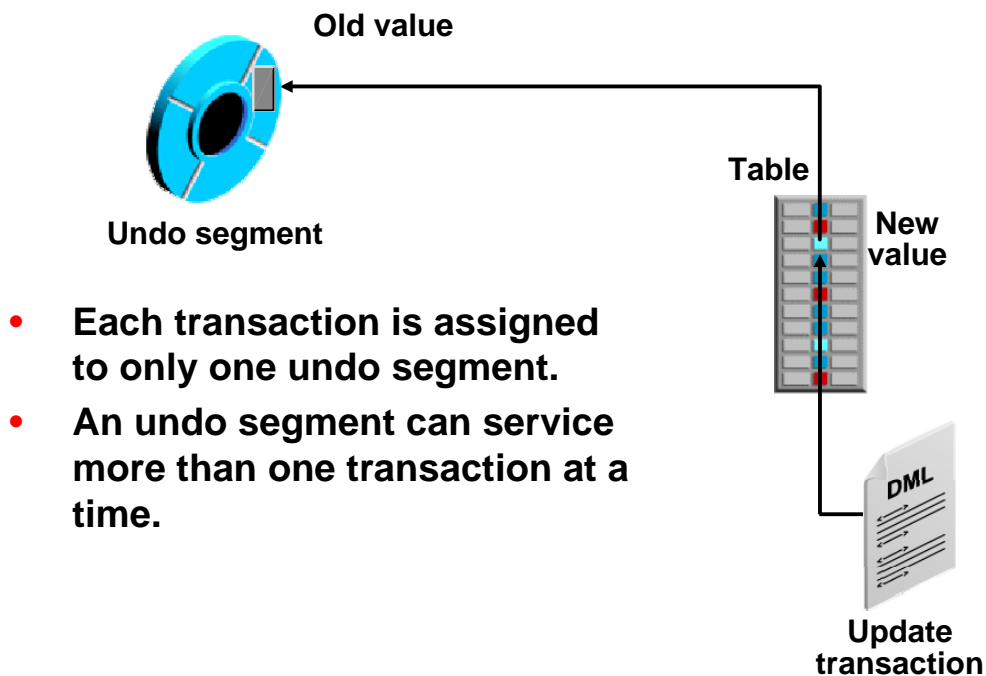 Old value
Undo segment
Table
New
value
• Each transaction is assigned
to only one undo segment.
• An undo segment can service
more than one transaction at a
time.
DML
Update
transaction